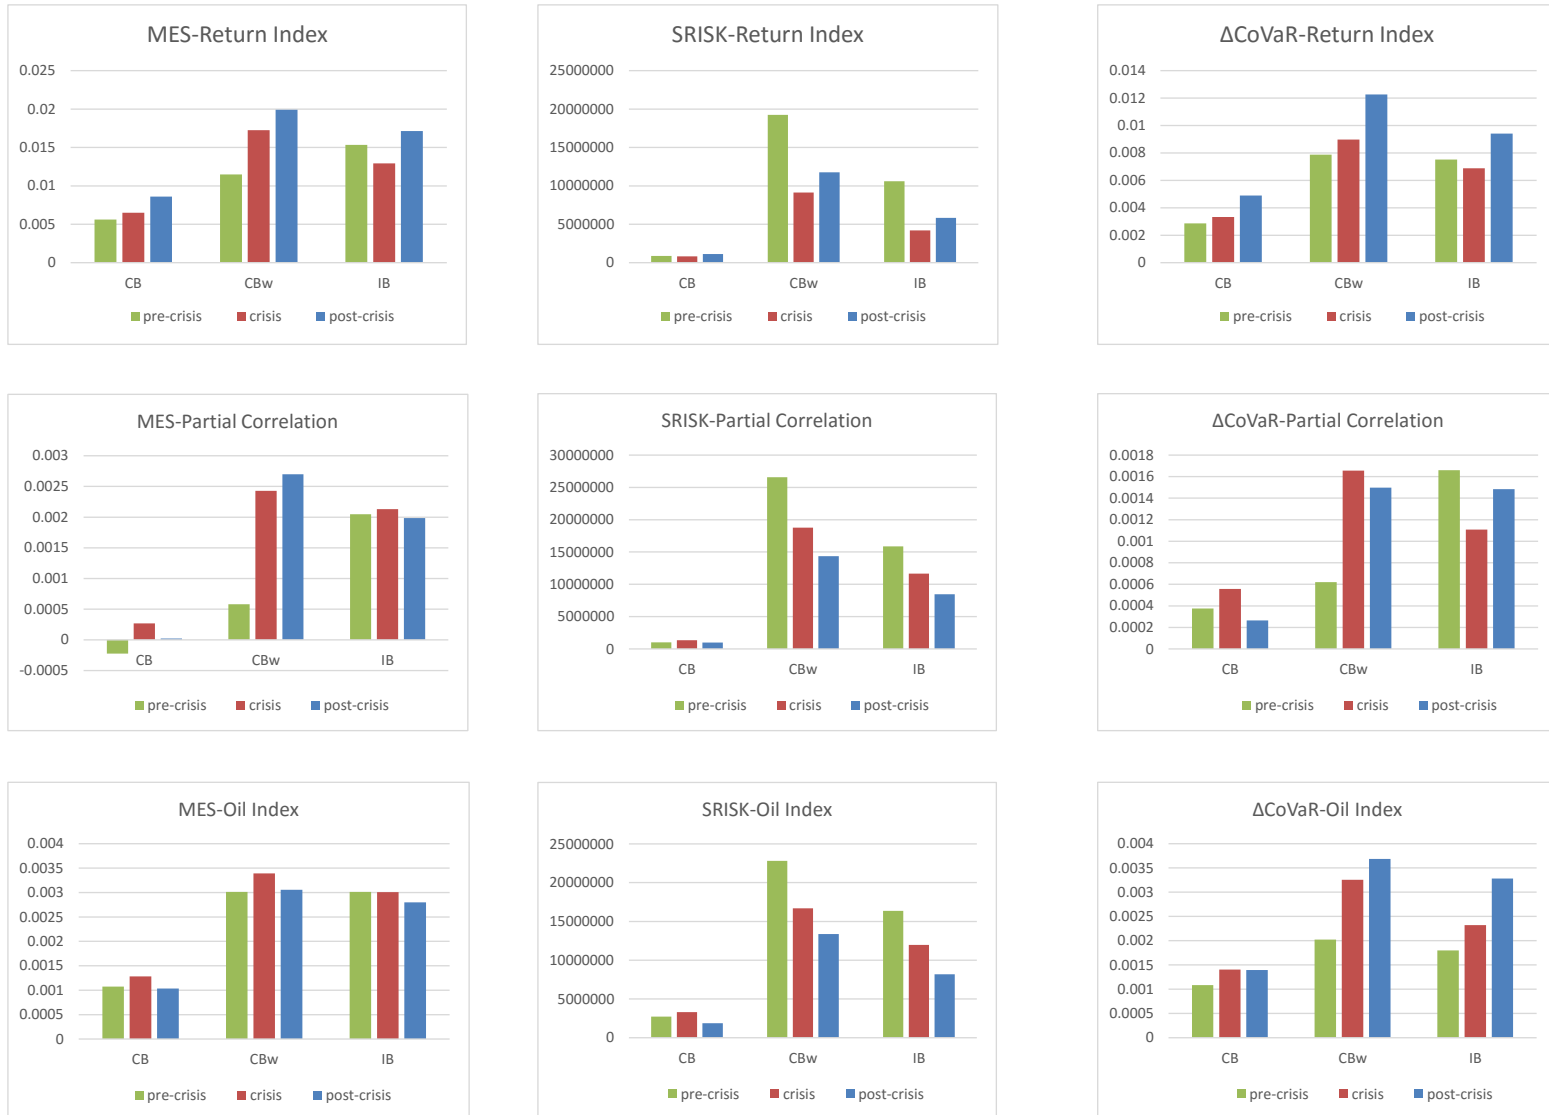 MES-Return Index
0.025
0.02
0.015
0.01
0.005
0
CB CBw IB
pre-crisis crisis post-crisis
SRISK-Return Index
25000000
20000000
15000000
10000000
5000000
0
CB CBw IB
pre-crisis crisis post-crisis
ΔCoVaR-Return Index
0.014
0.012
0.01
0.008
0.006
0.004
0.002
0
CB CBw IB
pre-crisis crisis post-crisis
MES-Partial Correlation
0.003
0.0025
0.002
0.0015
0.001
0.0005
0
-0.0005
CB CBw IB
pre-crisis crisis post-crisis
SRISK-Partial Correlation
30000000
25000000
20000000
15000000
10000000
5000000
0
CB CBw IB
pre-crisis crisis post-crisis
ΔCoVaR-Partial Correlation
0.0018
0.0016
0.0014
0.0012
0.001
0.0008
0.0006
0.0004
0.0002
0
CB CBw IB
pre-crisis crisis post-crisis
MES-Oil Index
0.004
0.0035
0.003
0.0025
0.002
0.0015
0.001
0.0005
0
CB CBw IB
pre-crisis crisis post-crisis
SRISK-Oil Index
25000000
20000000
15000000
10000000
5000000
0
CB CBw IB
pre-crisis crisis post-crisis
ΔCoVaR-Oil Index
0.004
0.0035
0.003
0.0025
0.002
0.0015
0.001
0.0005
0
CB CBw IB
pre-crisis crisis post-crisis